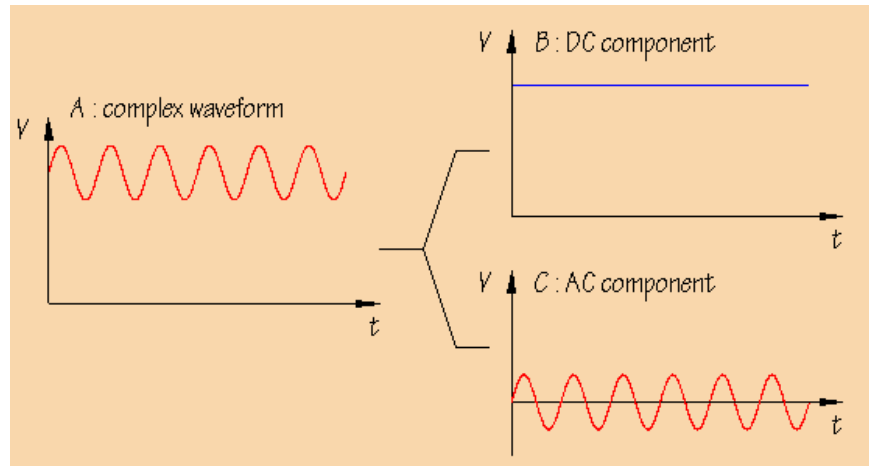 A : complex waveform
V
t
V
B : DC component
t
V
C : AC component
t